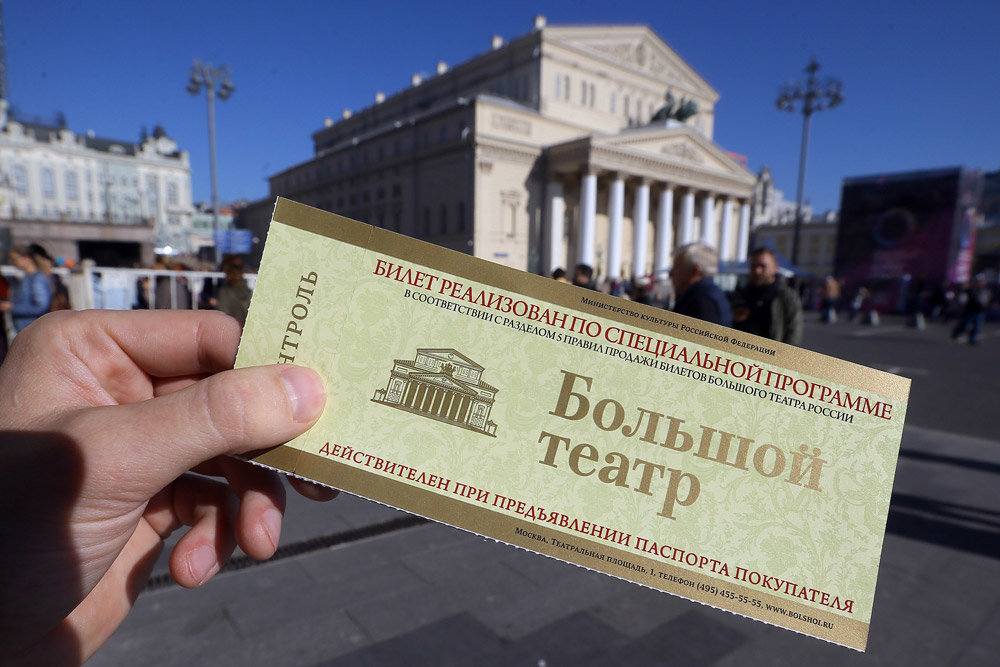 КОНТРОЛЬ
Министерство культуры Российской Федерации
БИЛЕТ РЕАЛИЗОВАН ПО СПЕЦИАЛЬНОЙ ПРОГРАММЕ
В СООТВЕТСТВИИ С РАЗДЕЛОМ 5 ПРАВИЛ ПРОДАЖИ БИЛЕТОВ БОЛЬШОГО ТЕАТРА РОССИИ
Большой
театр
ДЕЙСТВИТЕЛЕН ПРИ ПРЕДЪЯВЛЕНИИ ПАСПОРТА ПОКУПАТЕЛЯ
Москва, Театральная площадь, 1, телефон (495) 455-55-55, www.bolshoi.ru